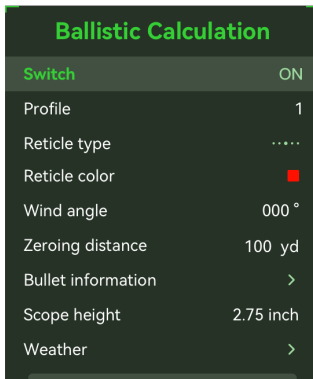 Ballistic Calculation
Switch ON
Profile 1
Reticle type
Reticle color
Wind angle 000 °
Zeroing distance 100 yd
Bullet information >
Scope height 2.75 inch
Weather >